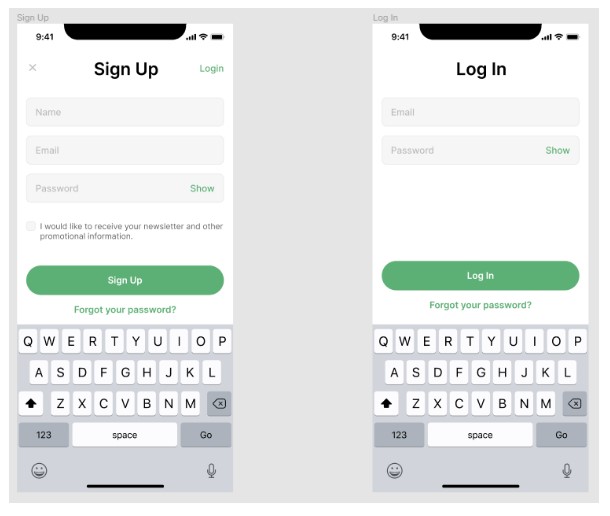 Sign Up
9:41
Sign Up
Login
Name
Email
Password
Show
I would like to receive your newsletter and other
promotional information.
Sign Up
Forgot your password?
Q W E R T Y U I O P
A S D F G H J K L
Z X C V B N M
123 space Go
Log In
9:41
Log In
Email
Password
Show
Log In
Forgot your password?
Q W E R T Y U I O P
A S D F G H J K L
Z X C V B N M
123 space Go